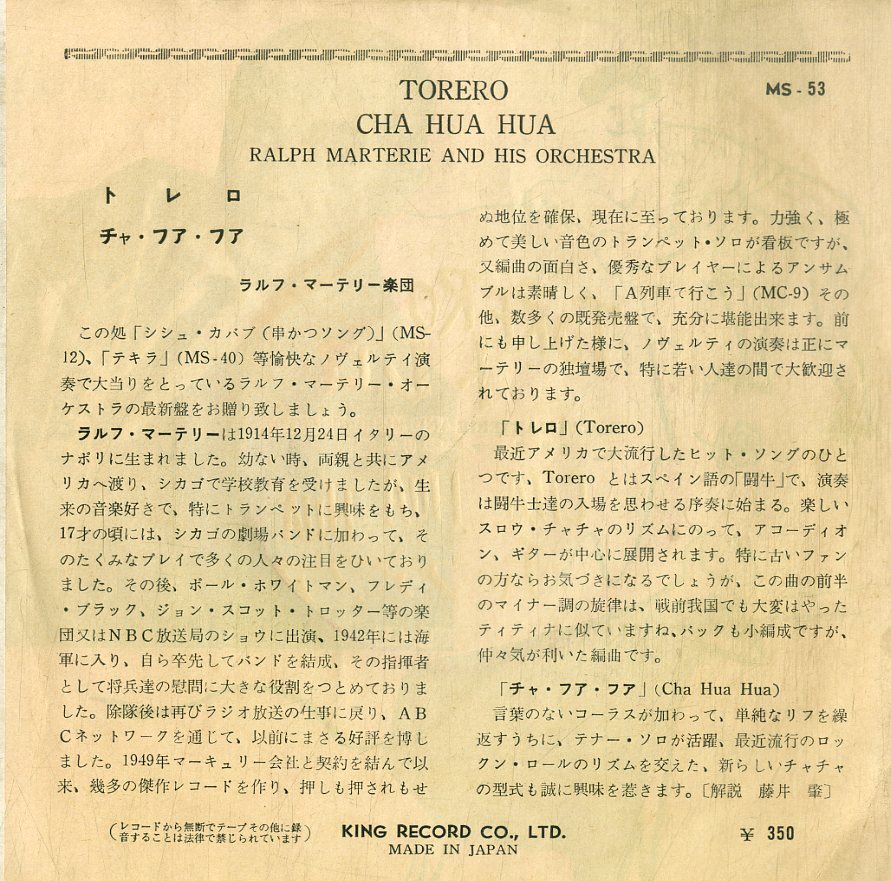 TORERO
MS - 53
CHA HUA HUA
RALPH MARTERIE AND HIS ORCHESTRA
トレロ
チャ・フア・フア
ラルフ・マーテリー楽団
この処「シシュ・カバブ(串かつソング)」(MS-
12)、「テキラ」(MS-40) 等愉快なノヴェルテイ演
奏で大当りをとっているラルフ・マーテリー・オー
ケストラの最新盤をお贈り致しましょう。
ラルフ・マーテリーは1914年12月24日イタリーの
ナポリに生まれました。幼ない時、両親と共にアメ
リカへ渡り、シカゴで学校教育を受けましたが、生
来の音楽好きで、特にトランペットに興味をもち、
17才の頃には、シカゴの劇場バンドに加わって、そ
のたくみなプレイで多くの人々の注目をひいており
ました。その後、ポール・ホワイトマン、フレディ
・ブラック、ジョン・スコット・トロッター等の楽
団又はNBC放送局のショウに出演、1942年には海
軍に入り、自ら卒先してバンドを結成、その指揮者
として将兵達の慰問に大きな役割をつとめておりま
した。除隊後は再びラジオ放送の仕事に戻り、AB
Cネットワークを通じて、以前にまさる好評を博し
ました。1949年マーキュリー会社と契約を結んで以
来、幾多の傑作レコードを作り、押しも押されもせ
ぬ地位を確保、現在に至っております。力強く、極
めて美しい音色のトランペット・ソロが看板ですが、
又編曲の面白さ、優秀なプレイヤーによるアンサム
ブルは素晴しく、「A列車で行こう」(MC-9) その
他、数多くの既発売盤で、充分に堪能出来ます。前
にも申し上げた様に、ノヴェルティの演奏は正にマ
ーテリーの独壇場で、特に若い人達の間で大歓迎さ
れております。
「トレロ」(Torero)
最近アメリカで大流行したヒット・ソングのひと
つです、Torero とはスペイン語の「闘牛」で、演奏
は闘牛士達の入場を思わせる序奏に始まる。楽しい
スロウ・チャチャのリズムにのって、アコーディオ
ン、ギターが中心に展開されます。特に古いファン
の方ならお気づきになるでしょうが、この曲の前半
のマイナー調の旋律は、戦前我国でも大変はやった
ティティナに似ていますね、バックも小編成ですが、
仲々気が利いた編曲です。
「チャ・フア・フア」(Cha Hua Hua)
言葉のないコーラスが加わって、単純なリフを繰
返すうちに、テナー・ソロが活躍、最近流行のロッ
クン・ロールのリズムを交えた、新らしいチャチャ
の型式も誠に興味を惹きます。〔解説 藤井 肇〕
(レコードから無断でテープその他に録
音することは法律で禁じられています)
KING RECORD CO., LTD.
MADE IN JAPAN
¥ 350